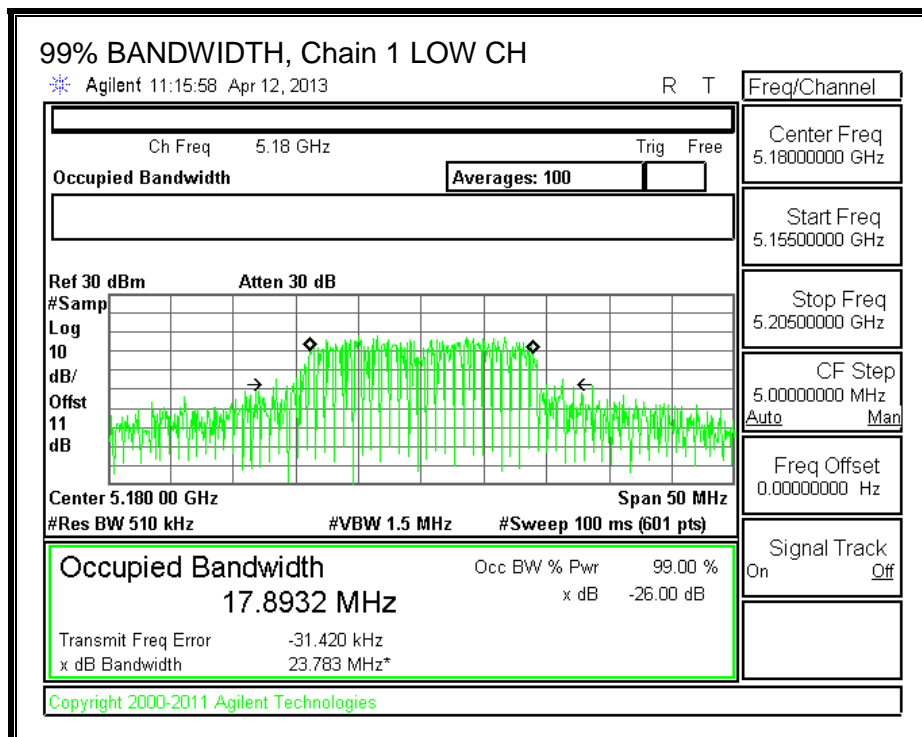 99% BANDWIDTH, Chain 1 LOW CH
Agilent 11:15:58 Apr 12, 2013 R T
Freq/Channel
Ch Freq 5.18 GHz Trig Free
Occupied Bandwidth Averages: 100
Center Freq
5.18000000 GHz
Start Freq
5.15500000 GHz
Ref 30 dBm Atten 30 dB
#Samp
Log
10
dB/
Offst
11
dB
Stop Freq
5.20500000 GHz
CF Step
5.00000000 MHz
Auto Man
Center 5.180 00 GHz Span 50 MHz
#Res BW 510 kHz #VBW 1.5 MHz #Sweep 100 ms (601 pts)
Freq Offset
0.00000000 Hz
Occupied Bandwidth Occ BW % Pwr 99.00 %
17.8932 MHz x dB -26.00 dB
Transmit Freq Error -31.420 kHz
x dB Bandwidth 23.783 MHz*
Signal Track
On Off
Copyright 2000-2011 Agilent Technologies